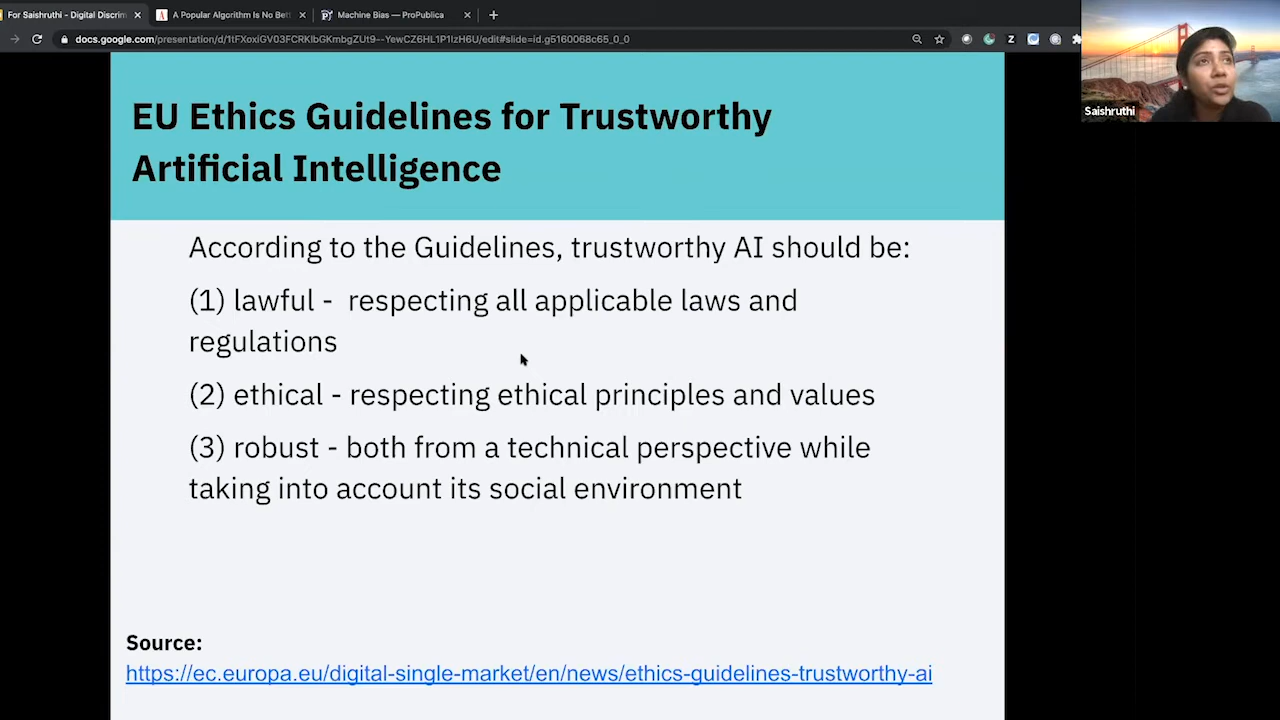 For Saishruthi - Digital Discrim
A Popular Algorithm Is No Bet
Machine Bias — ProPublica
docs.google.com/presentation/d/1tFXoxiGV03FCRKIbGKmbgZUt9--YewCZ6HL1P1IzH6U/edit#slide=id.g5160068c65_0_0
Saishruthi
EU Ethics Guidelines for Trustworthy
Artificial Intelligence
According to the Guidelines, trustworthy AI should be:
(1) lawful - respecting all applicable laws and
regulations
(2) ethical - respecting ethical principles and values
(3) robust - both from a technical perspective while
taking into account its social environment
Source:
https://ec.europa.eu/digital-single-market/en/news/ethics-guidelines-trustworthy-ai